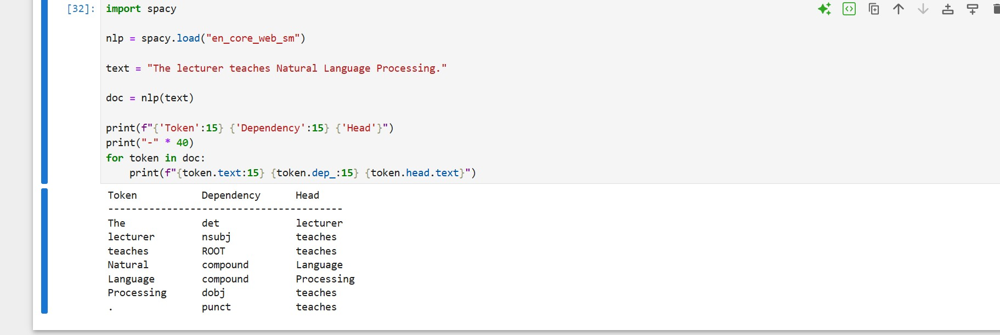 [32]: import spacy
nlp = spacy.load("en_core_web_sm")
text = "The lecturer teaches Natural Language Processing."
doc = nlp(text)
print(f"{'Token':15} {'Dependency':15} {'Head'}")
print("-" * 40)
for token in doc:
    print(f"{token.text:15} {token.dep_:15} {token.head.text}")
Token           Dependency      Head
----------------------------------------
The             det             lecturer
lecturer        nsubj           teaches
teaches         ROOT            teaches
Natural         compound        Language
Language        compound        Processing
Processing      dobj            teaches
.               punct           teaches